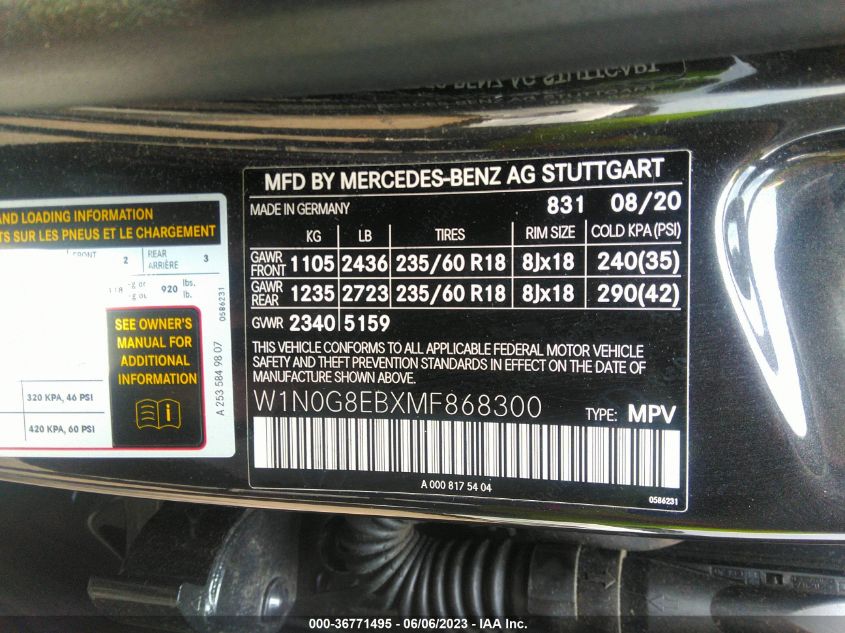 MFD BY MERCEDES-BENZ AG STUTTGART
MADE IN GERMANY 831 08/20
KG LB TIRES RIM SIZE COLD KPA (PSI)
GAWR FRONT 1105 2436 235/60 R18 8Jx18 240(35)
GAWR REAR 1235 2723 235/60 R18 8Jx18 290(42)
GVWR 2340 5159
THIS VEHICLE CONFORMS TO ALL APPLICABLE FEDERAL MOTOR VEHICLE
SAFETY AND THEFT PREVENTION STANDARDS IN EFFECT ON THE DATE
OF MANUFACTURE SHOWN ABOVE.
W1N0G8EBXMF868300 TYPE: MPV
A 000 817 54 04
0586231
AND LOADING INFORMATION
TS SUR LES PNEUS ET LE CHARGEMENT
FRONT 2 REAR 3
ARRIÈRE
kg ou 920 lbs.
lb.
0586231
SEE OWNER'S
MANUAL FOR
ADDITIONAL
INFORMATION
320 KPA, 46 PSI
420 KPA, 60 PSI
A 253 584 98 07
000-36771495 - 06/06/2023 - IAA Inc.